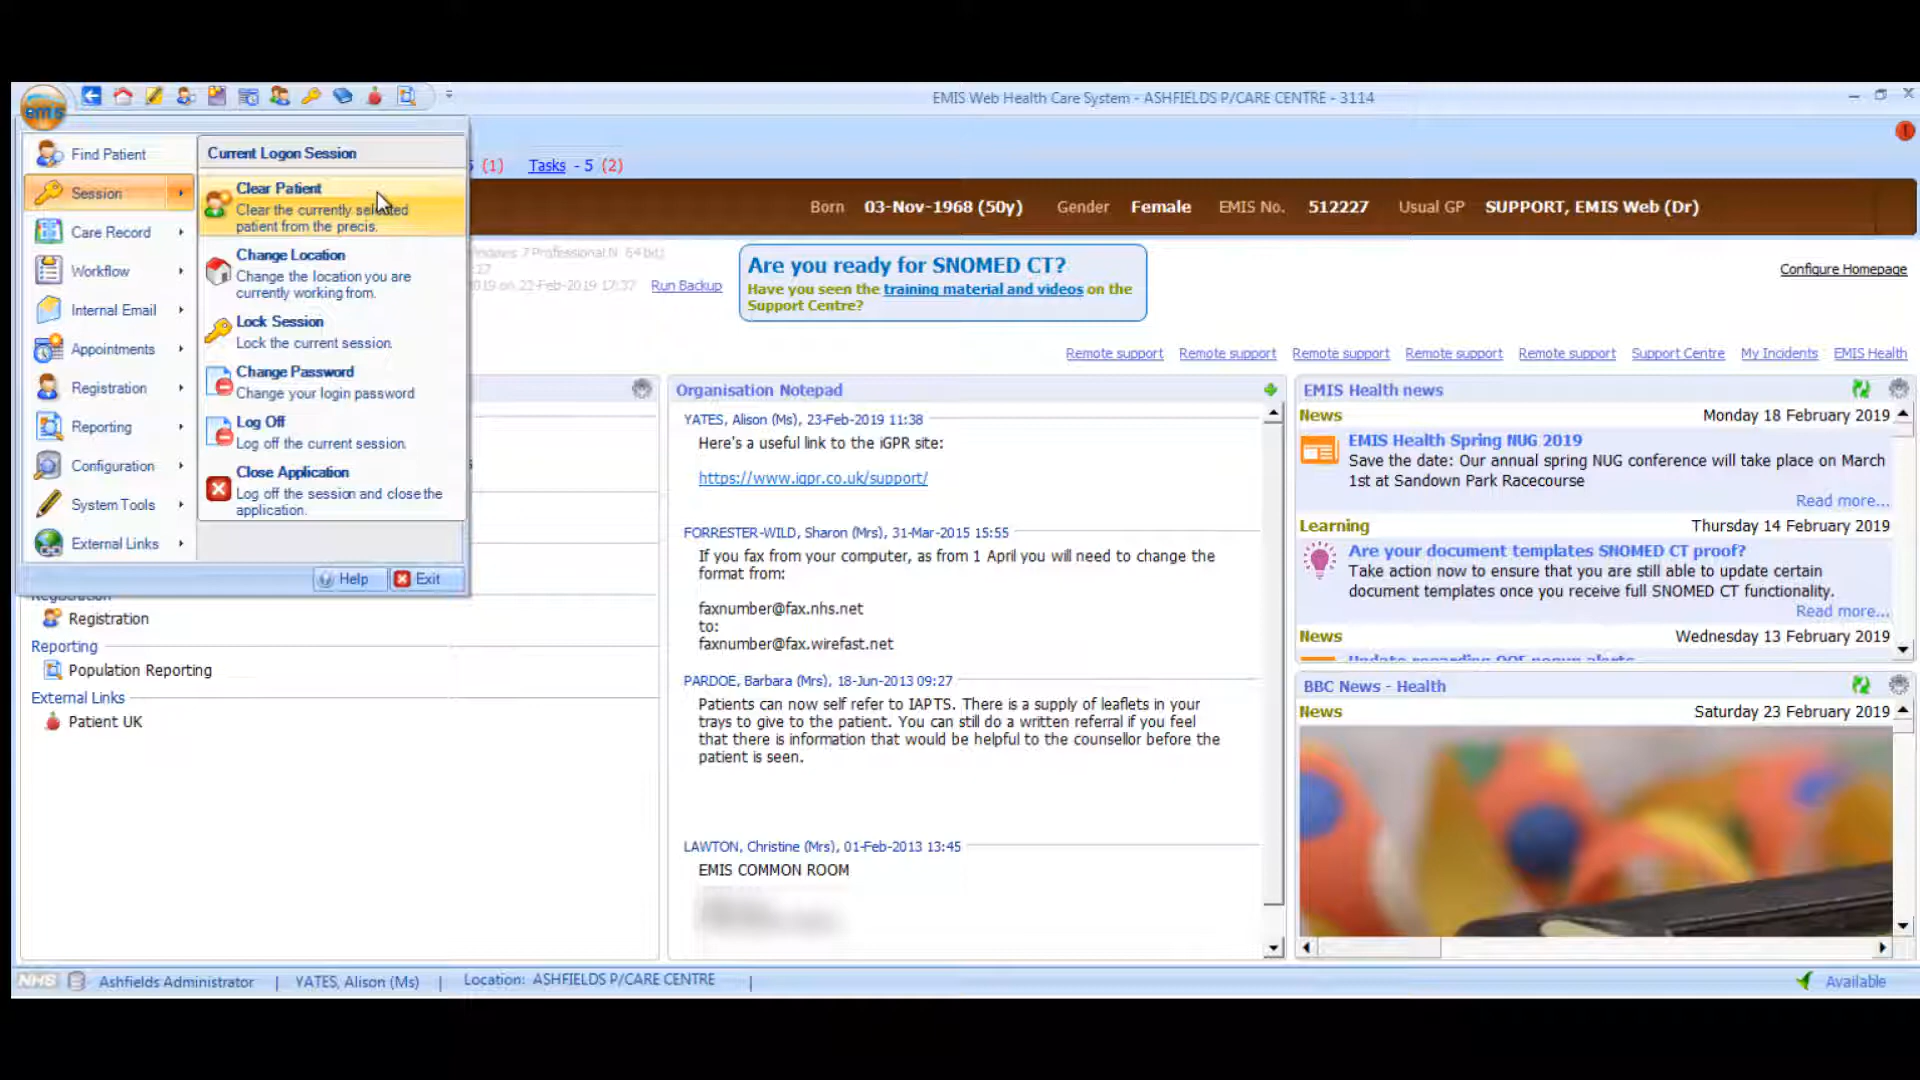 EMIS Web Health Care System - ASHFIELDS P/CARE CENTRE - 3114
emis
Find Patient
Session
Care Record
Workflow
Internal Email
Appointments
Registration
Reporting
Configuration
System Tools
External Links
Current Logon Session
Clear Patient
Clear the currently selected
patient from the precis.
Change Location
Change the location you are
currently working from.
Lock Session
Lock the current session.
Change Password
Change your login password
Log Off
Log off the current session.
Close Application
Log off the session and close the
application.
Help
Exit
(1) Tasks - 5 (2)
Born 03-Nov-1968 (50y) Gender Female EMIS No. 512227 Usual GP SUPPORT, EMIS Web (Dr)
2019 on 22-Feb-2019 17:37 Run Backup
Are you ready for SNOMED CT?
Have you seen the training material and videos on the
Support Centre?
Configure Homepage
Remote support Remote support Remote support Remote support Remote support Support Centre My Incidents EMIS Health
Registration
Registration
Reporting
Population Reporting
External Links
Patient UK
Organisation Notepad
YATES, Alison (Ms), 23-Feb-2019 11:38
Here's a useful link to the iGPR site:
https://www.igpr.co.uk/support/
FORRESTER-WILD, Sharon (Mrs), 31-Mar-2015 15:55
If you fax from your computer, as from 1 April you will need to change the
format from:
faxnumber@fax.nhs.net
to:
faxnumber@fax.wirefast.net
PARDOE, Barbara (Mrs), 18-Jun-2013 09:27
Patients can now self refer to IAPTS. There is a supply of leaflets in your
trays to give to the patient. You can still do a written referral if you feel
that there is information that would be helpful to the counsellor before the
patient is seen.
LAWTON, Christine (Mrs), 01-Feb-2013 13:45
EMIS COMMON ROOM
EMIS Health news
News Monday 18 February 2019
EMIS Health Spring NUG 2019
Save the date: Our annual spring NUG conference will take place on March
1st at Sandown Park Racecourse
Read more...
Learning Thursday 14 February 2019
Are your document templates SNOMED CT proof?
Take action now to ensure that you are still able to update certain
document templates once you receive full SNOMED CT functionality.
Read more...
News Wednesday 13 February 2019
Update regarding QOF popup alerts
BBC News - Health
News Saturday 23 February 2019
NHS Ashfields Administrator | YATES, Alison (Ms) | Location: ASHFIELDS P/CARE CENTRE |
Available